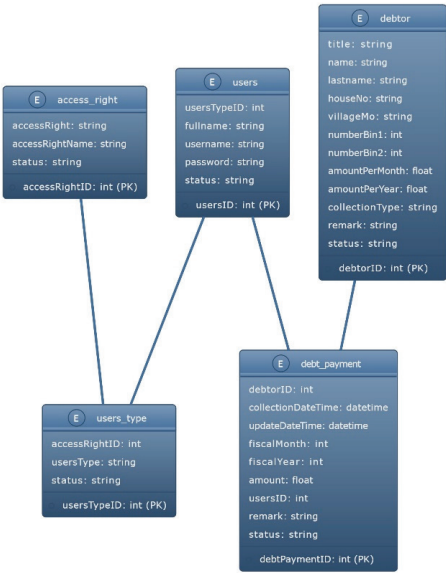 E access_right
accessRight: string
accessRightName: string
status: string
accessRightID: int (PK)
E users
usersTypeID: int
fullname: string
username: string
password: string
status: string
usersID: int (PK)
E debtor
title: string
name: string
lastname: string
houseNo: string
villageMo: string
numberBin1: int
numberBin2: int
amountPerMonth: float
amountPerYear: float
collectionType: string
remark: string
status: string
debtorID: int (PK)
E users_type
accessRightID: int
usersType: string
status: string
usersTypeID: int (PK)
E debt_payment
debtorID: int
collectionDateTime: datetime
updateDateTime: datetime
fiscalMonth: int
fiscalYear: int
amount: float
usersID: int
remark: string
status: string
debtPaymentID: int (PK)